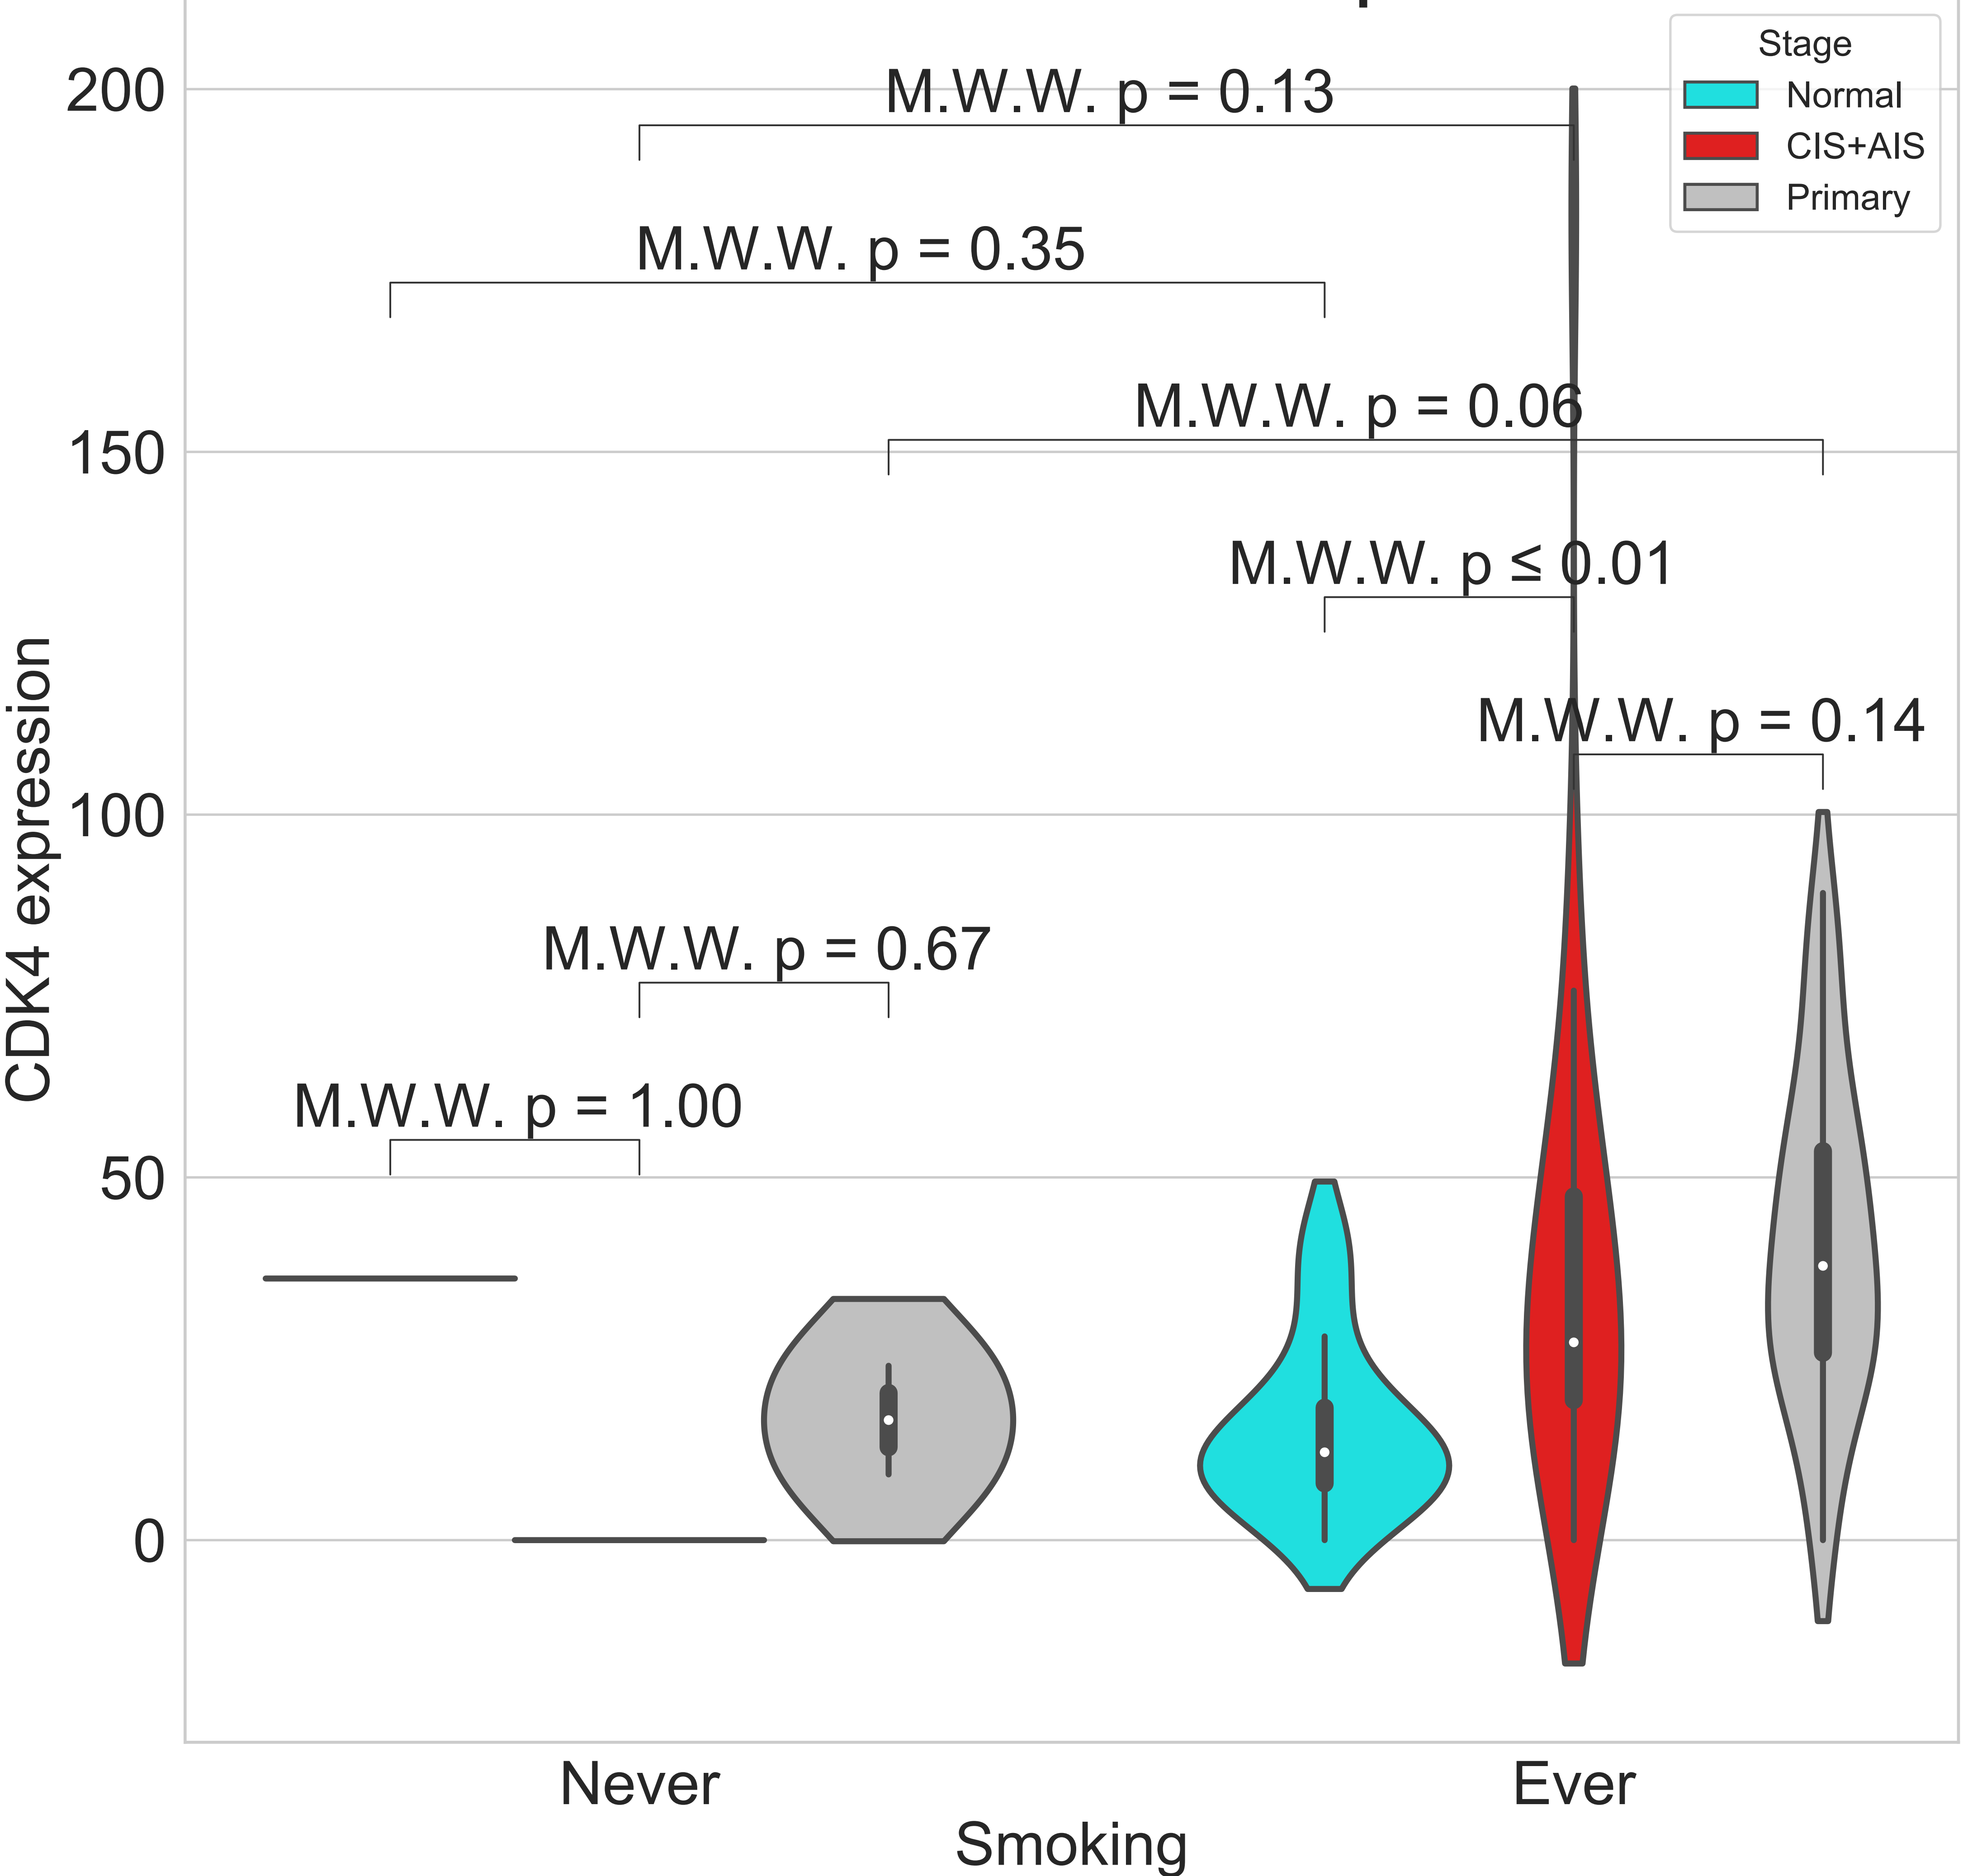 Stage
Normal
CIS+AIS
Primary
200
150
100
50
0
CDK4 expression
M.W.W. p = 0.13
M.W.W. p = 0.35
M.W.W. p = 0.06
M.W.W. p ≤ 0.01
M.W.W. p = 0.14
M.W.W. p = 0.67
M.W.W. p = 1.00
Never
Ever
Smoking